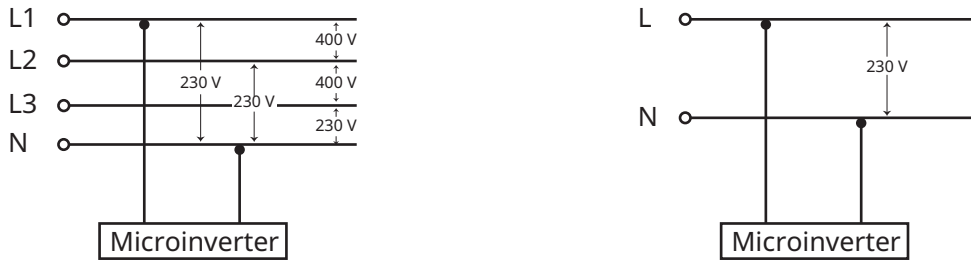 L1
400 V
L2
230 V
400 V
230 V
L3
230 V
N
Microinverter
L
230 V
N
Microinverter